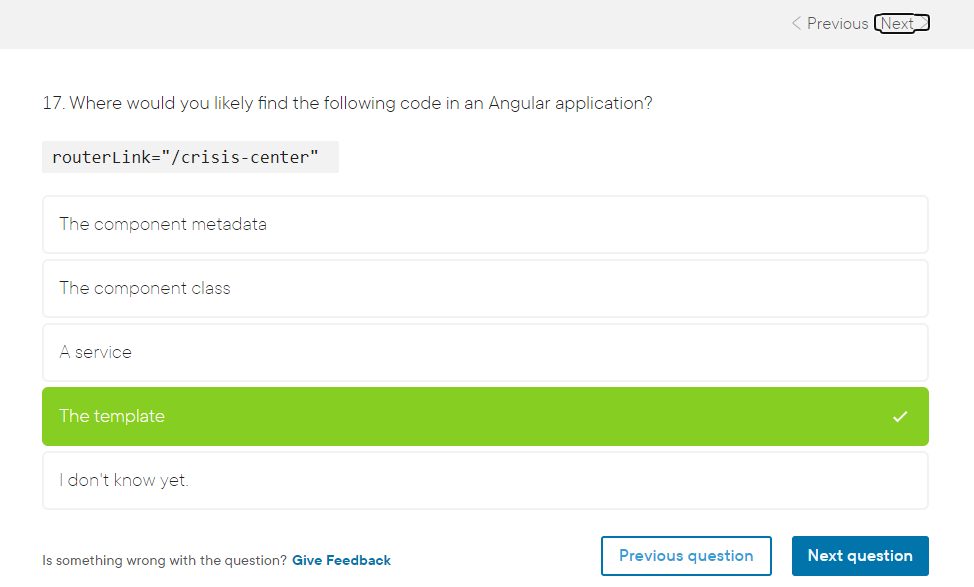 Previous Next
17. Where would you likely find the following code in an Angular application?
routerLink="/crisis-center"
The component metadata
The component class
A service
The template
I don't know yet.
Is something wrong with the question? Give Feedback Previous question Next question